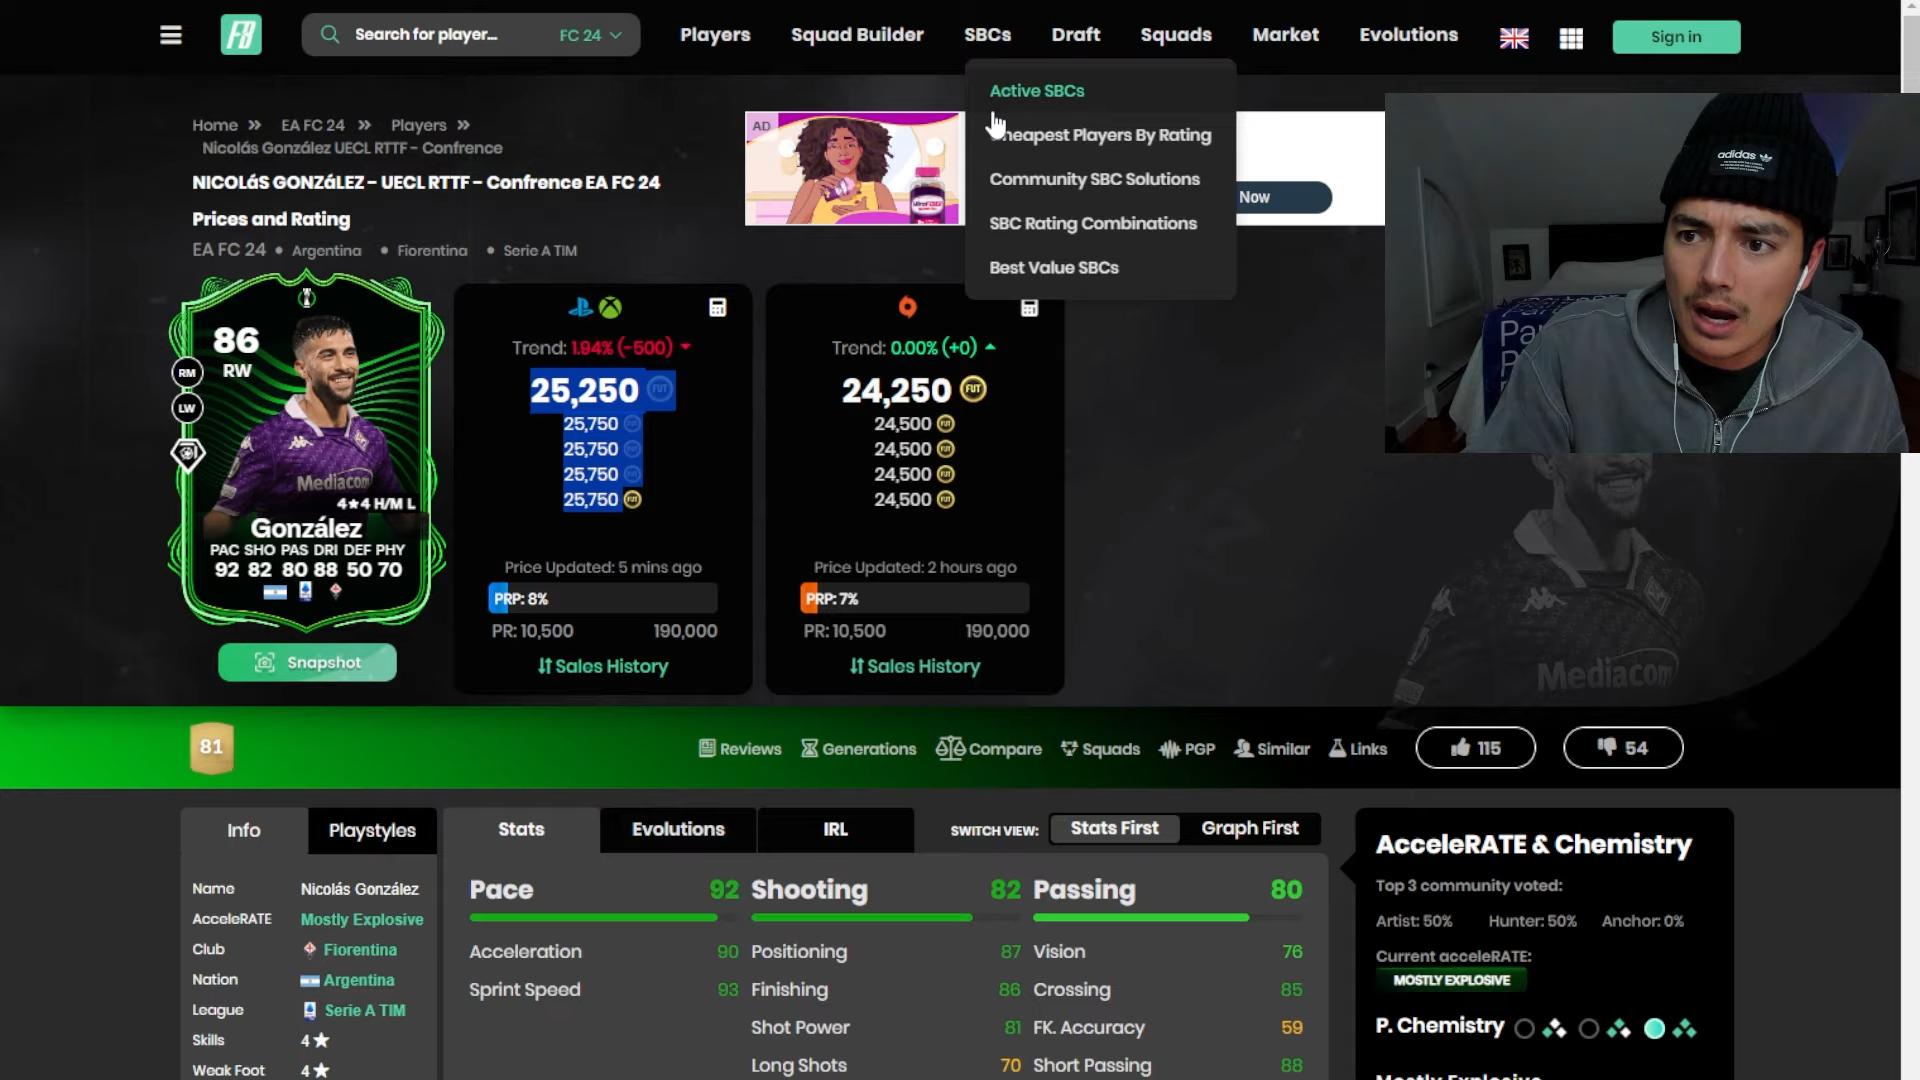 Search for player...
FC 24
Players
Squad Builder
SBCs
Draft
Squads
Market
Evolutions
Sign in
Active SBCs
heapest Players By Rating
Community SBC Solutions
SBC Rating Combinations
Best Value SBCs
Home » EA FC 24 » Players »
Nicolás González UECL RTTF - Confrence
NICOLáS GONZáLEZ - UECL RTTF - Confrence EA FC 24
Prices and Rating
EA FC 24 • Argentina • Fiorentina • Serie A TIM
AD
Now
adidas
86
RW
RM
LW
Mediacom
4★4 H/M L
González
PAC SHO PAS DRI DEF PHY
92 82 80 88 50 70
Snapshot
Trend: 1.94% (-500)
25,250
25,750
25,750
25,750
25,750
Price Updated: 5 mins ago
PRP: 8%
PR: 10,500 190,000
Sales History
Trend: 0.00% (+0)
24,250
24,500
24,500
24,500
24,500
Price Updated: 2 hours ago
PRP: 7%
PR: 10,500 190,000
Sales History
Mediacom
81
Reviews
Generations
Compare
Squads
PGP
Similar
Links
115
54
Info
Playstyles
Name Nicolás González
AcceleRATE Mostly Explosive
Club Fiorentina
Nation Argentina
League Serie A TIM
Skills 4★
Weak Foot 4★
Stats
Evolutions
IRL
SWITCH VIEW:
Stats First
Graph First
Pace 92
Acceleration 90
Sprint Speed 93
Shooting 82
Positioning 87
Finishing 86
Shot Power 81
Long Shots 70
Passing 80
Vision 76
Crossing 85
FK. Accuracy 59
Short Passing 88
AcceleRATE & Chemistry
Top 3 community voted:
Artist: 50% Hunter: 50% Anchor: 0%
Current acceleRATE:
MOSTLY EXPLOSIVE
P. Chemistry
Mostly Explosive